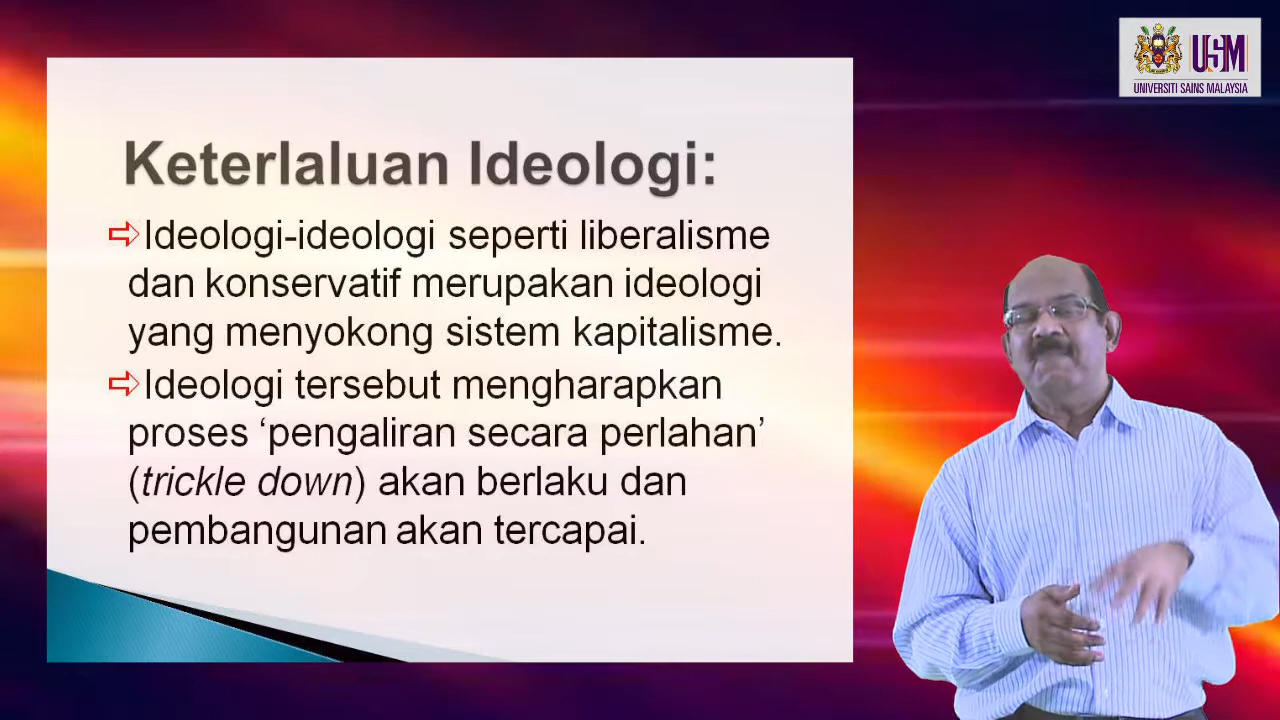 USM
UNIVERSITI SAINS MALAYSIA
Keterlaluan Ideologi:
Ideologi-ideologi seperti liberalisme
dan konservatif merupakan ideologi
yang menyokong sistem kapitalisme.
Ideologi tersebut mengharapkan
proses ‘pengaliran secara perlahan’
(trickle down) akan berlaku dan
pembangunan akan tercapai.